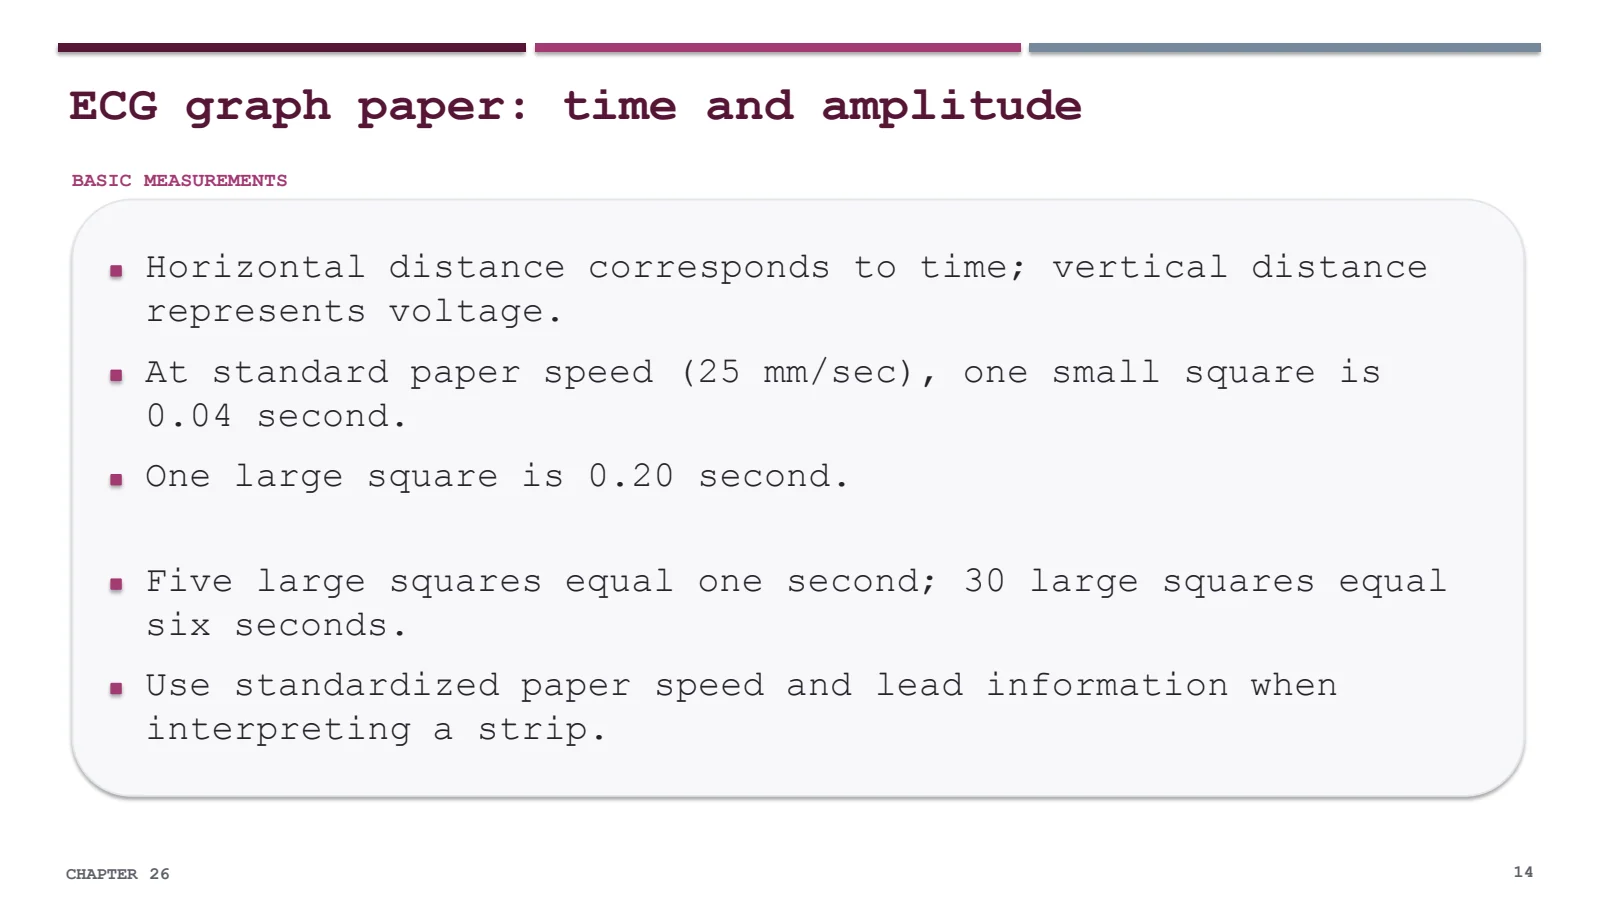 ECG graph paper: time and amplitude
BASIC MEASUREMENTS
Horizontal distance corresponds to time; vertical distance
represents voltage.
At standard paper speed (25 mm/sec), one small square is
0.04 second.
One large square is 0.20 second.
Five large squares equal one second; 30 large squares equal
six seconds.
Use standardized paper speed and lead information when
interpreting a strip.
CHAPTER 26
14